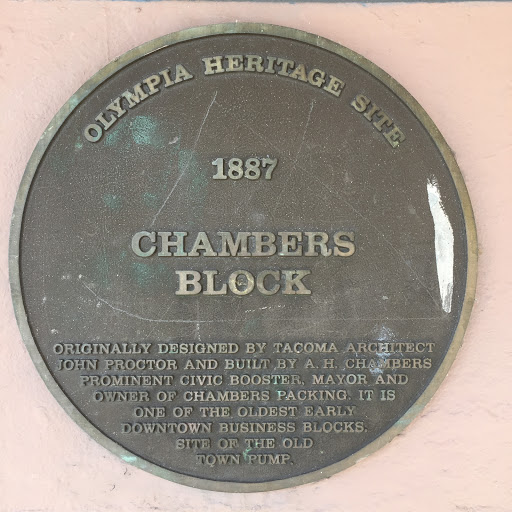 OLYMPIA HERITAGE SITE
1887
CHAMBERS
BLOCK
ORIGINALLY DESIGNED BY TACOMA ARCHITECT
JOHN PROCTOR AND BUILT BY A. H. CHAMBERS
PROMINENT CIVIC BOOSTER, MAYOR AND
OWNER OF CHAMBERS PACKING. IT IS
ONE OF THE OLDEST EARLY
DOWNTOWN BUSINESS BLOCKS.
SITE OF THE OLD
TOWN PUMP.